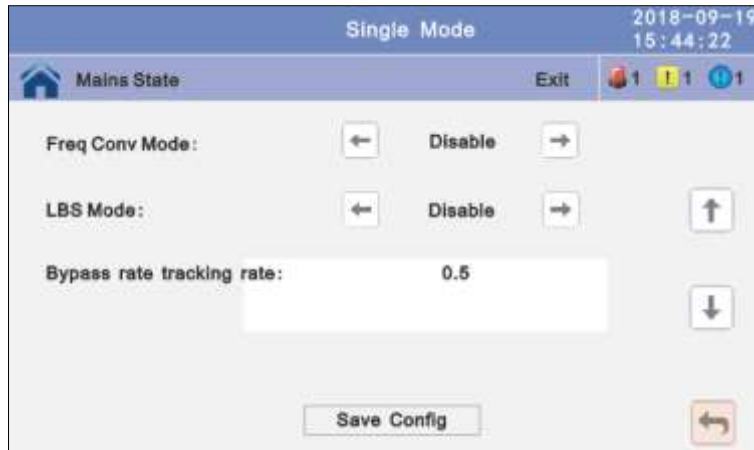 Single Mode
2018-09-19
15:44:22
Mains State
Exit
1
! 1
1
Freq Conv Mode:
Disable
LBS Mode:
Disable
Bypass rate tracking rate:
0.5
Save Config